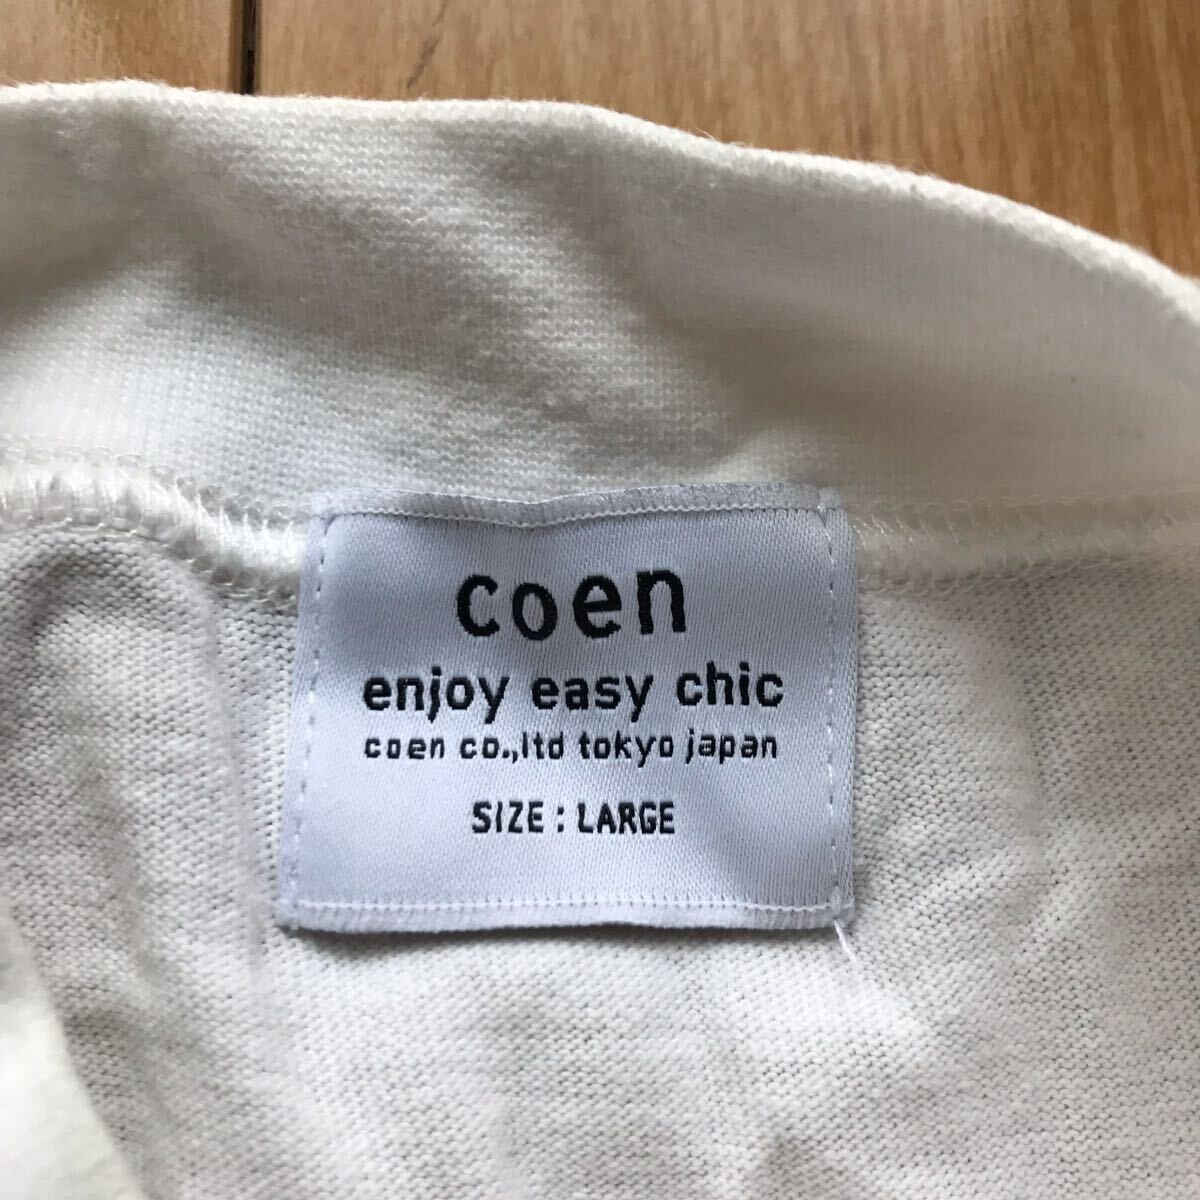 coen
enjoy easy chic
coen co.,ltd tokyo japan
SIZE : LARGE